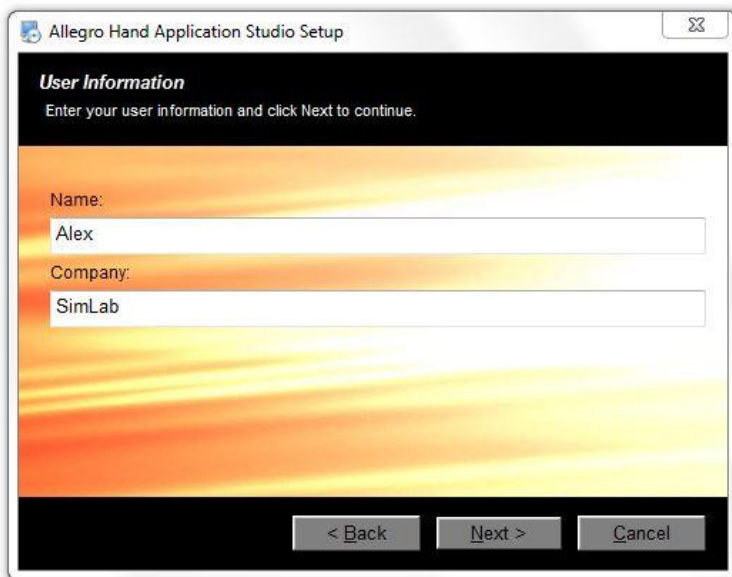 Allegro Hand Application Studio Setup
User Information
Enter your user information and click Next to continue.
Name:
Alex
Company:
SimLab
< Back Next > Cancel